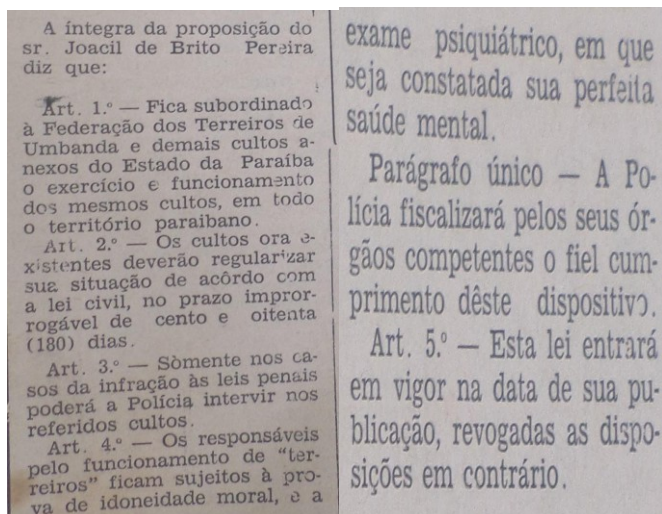 A íntegra da proposição do
sr. Joacil de Brito Pereira
diz que:
Art. 1.º — Fica subordinado
à Federação dos Terreiros de
Umbanda e demais cultos a-
nexos do Estado da Paraíba
o exercício e funcionamento
dos mesmos cultos, em todo
o território paraibano.
Art. 2.º — Os cultos ora e-
xistentes deverão regularizar
sua situação de acôrdo com
a lei civil, no prazo impror-
rogável de cento e oitenta
(180) dias.
Art. 3.º — Sòmente nos ca-
sos da infração às leis penais
poderá a Polícia intervir nos
referidos cultos.
Art. 4.º — Os responsáveis
pelo funcionamento de "ter-
reiros" ficam sujeitos à pro-
va de idoneidade moral, e a
exame psiquiátrico, em que
seja constatada sua perfeita
saúde mental.
Parágrafo único — A Po-
lícia fiscalizará pelos seus ór-
gãos competentes o fiel cum-
primento dêste dispositivo.
Art. 5.º — Esta lei entrará
em vigor na data de sua pu-
blicação, revogadas as dispo-
sições em contrário.